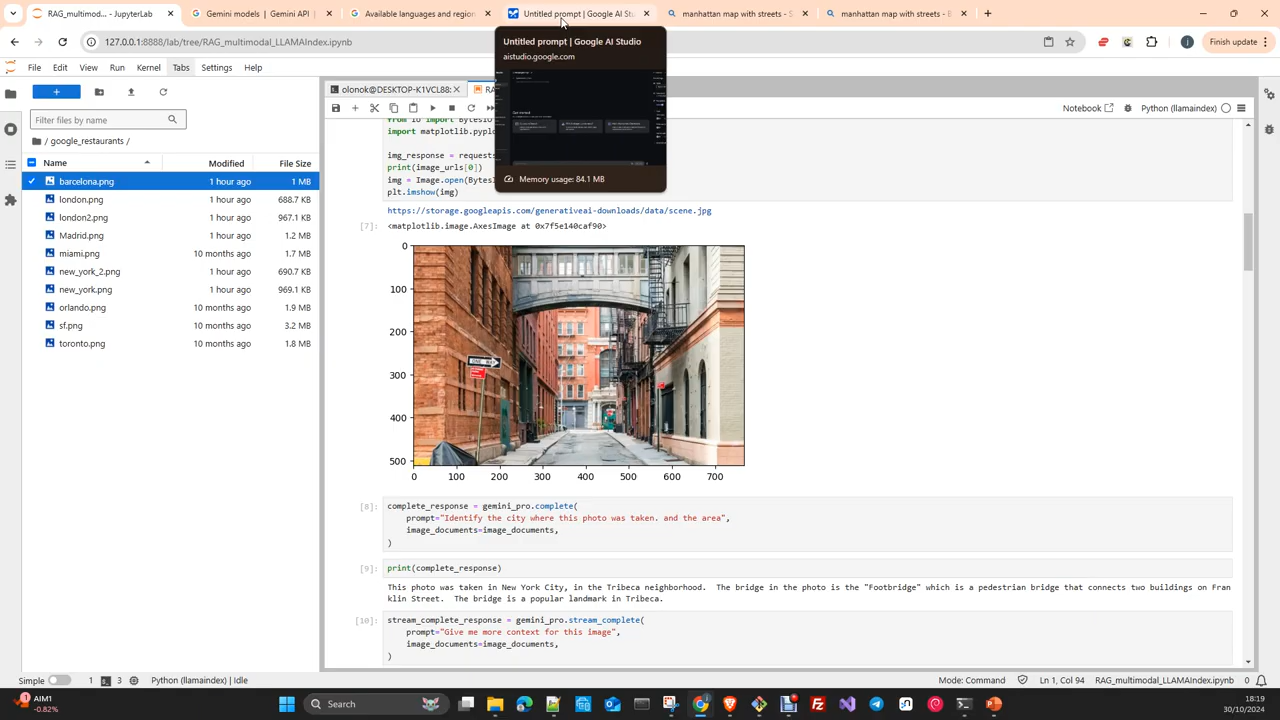 RAG_multimodal... - JupyterLab
Gemini models | Gemini API
Available languages and region
Untitled prompt | Google AI Stu
manhattan map with streets - S
manhattan map with
127.0.0.1:8888/lab/tree/RAG_multimodal_LLAMAIndex.ipynb
Untitled prompt | Google AI Studio
aistudio.google.com
Memory usage: 84.1 MB
File Edit View Run Kernel Tabs Settings Help
Filter files by name
/ google_restaurants /
Name Modified File Size
barcelona.png 1 hour ago 1 MB
london.png 1 hour ago 688.7 KB
london2.png 1 hour ago 967.1 KB
Madrid.png 1 hour ago 1.2 MB
miami.png 10 months ago 1.7 MB
new_york_2.png 1 hour ago 690.7 KB
new_york.png 1 hour ago 969.1 KB
orlando.png 10 months ago 1.9 MB
sf.png 10 months ago 3.2 MB
toronto.png 10 months ago 1.8 MB
olonok@DESKTOP-K1VCL88:
Python (llamain
import matplotlib.pyplo
img_response = request
print(image_urls[0])
img = Image.open(Bytes
plt.imshow(img)
https://storage.googleapis.com/generativeai-downloads/data/scene.jpg
[7]: <matplotlib.image.AxesImage at 0x7f5e140caf90>
0
100
200
300
400
500
0 100 200 300 400 500 600 700
ONE WAY
[8]: complete_response = gemini_pro.complete(
prompt="Identify the city where this photo was taken. and the area",
image_documents=image_documents,
)
[9]: print(complete_response)
This photo was taken in New York City, in the Tribeca neighborhood.  The bridge in the photo is the "Footbridge" which is a pedestrian bridge that connects two buildings on Fran
klin Street.  The bridge is a popular landmark in Tribeca.
[10]: stream_complete_response = gemini_pro.stream_complete(
prompt="Give me more context for this image",
image_documents=image_documents,
)
Simple 1 3 Python (llamaindex) | Idle Mode: Command Ln 1, Col 94 RAG_multimodal_LLAMAIndex.ipynb 0
AIM1
-0.82%
Search
18:19
30/10/2024